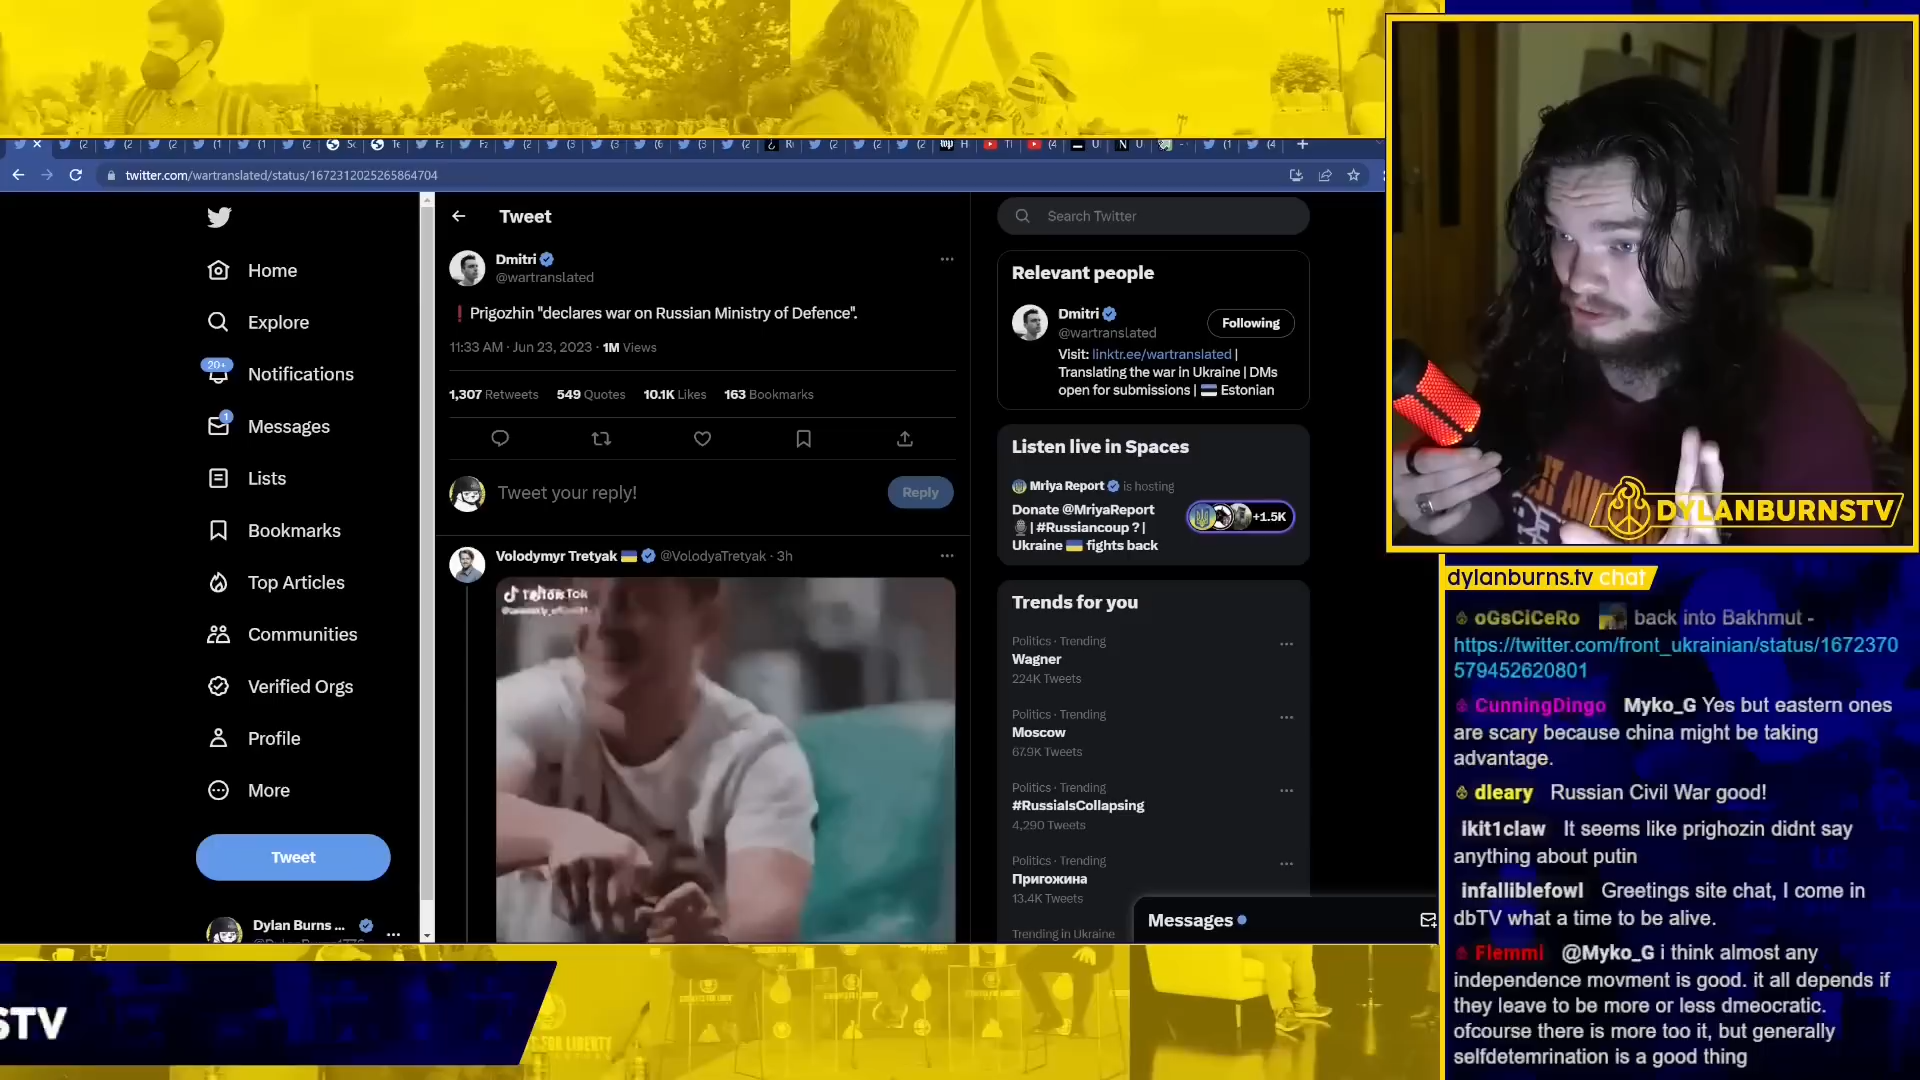 twitter.com/wartranslated/status/1672312025265864704
Home
Explore
20+
Notifications
1
Messages
Lists
Bookmarks
Top Articles
Communities
Verified Orgs
Profile
More
Tweet
Dylan Burns ...
Tweet
Dmitri
@wartranslated
❗Prigozhin "declares war on Russian Ministry of Defence".
11:33 AM · Jun 23, 2023 · 1M Views
1,307 Retweets 549 Quotes 10.1K Likes 163 Bookmarks
Tweet your reply!
Reply
Volodymyr Tretyak @VolodyaTretyak · 3h
Search Twitter
Relevant people
Dmitri
@wartranslated
Following
Visit: linktr.ee/wartranslated |
Translating the war in Ukraine | DMs
open for submissions | Estonian
Listen live in Spaces
Mriya Report is hosting
Donate @MriyaReport
| #Russiancoup ? |
Ukraine fights back
+1.5K
Trends for you
Politics · Trending
Wagner
224K Tweets
Politics · Trending
Moscow
67.9K Tweets
Politics · Trending
#RussiaIsCollapsing
4,290 Tweets
Politics · Trending
Пригожина
13.4K Tweets
Trending in Ukraine
Messages
DYLANBURNSTV
dylanburns.tv chat
oGsCiCeRo back into Bakhmut -
https://twitter.com/front_ukrainian/status/1672370
579452620801
CunningDingo Myko_G Yes but eastern ones
are scary because china might be taking
advantage.
dleary Russian Civil War good!
lkit1claw It seems like prighozin didnt say
anything about putin
infalliblefowl Greetings site chat, I come in
dbTV what a time to be alive.
Flemmi @Myko_G i think almost any
independence movment is good. it all depends if
they leave to be more or less dmeocratic.
ofcourse there is more too it, but generally
selfdetemrination is a good thing
STV